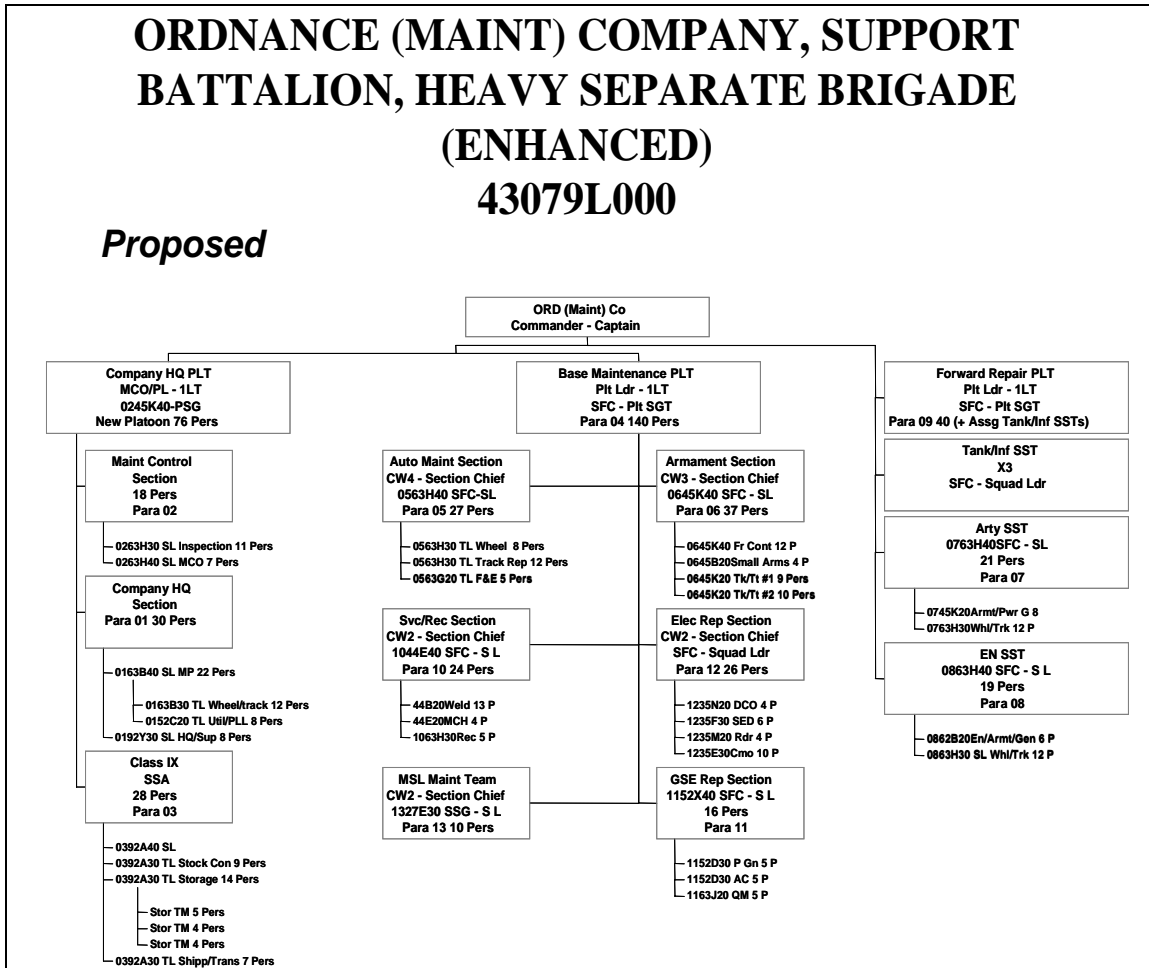 ORDNANCE (MAINT) COMPANY, SUPPORT
BATTALION, HEAVY SEPARATE BRIGADE
(ENHANCED)
43079L000
Proposed
ORD (Maint) Co
Commander - Captain
Company HQ PLT
MCO/PL - 1LT
0245K40-PSG
New Platoon 76 Pers
Maint Control
Section
18 Pers
Para 02
0263H30 SL Inspection 11 Pers
0263H40 SL MCO 7 Pers
Company HQ
Section
Para 01 30 Pers
0163B40 SL MP 22 Pers
0163B30 TL Wheel/track 12 Pers
0152C20 TL Util/PLL 8 Pers
0192Y30 SL HQ/Sup 8 Pers
Class IX
SSA
28 Pers
Para 03
0392A40 SL
0392A30 TL Stock Con 9 Pers
0392A30 TL Storage 14 Pers
Stor TM 5 Pers
Stor TM 4 Pers
Stor TM 4 Pers
0392A30 TL Shipp/Trans 7 Pers
Base Maintenance PLT
Plt Ldr - 1LT
SFC - Plt SGT
Para 04 140 Pers
Auto Maint Section
CW4 - Section Chief
0563H40 SFC-SL
Para 05 27 Pers
0563H30 TL Wheel 8 Pers
0563H30 TL Track Rep 12 Pers
0563G20 TL F&E 5 Pers
Armament Section
CW3 - Section Chief
0645K40 SFC - SL
Para 06 37 Pers
0645K40 Fr Cont 12 P
0645B20Small Arms 4 P
0645K20 Tk/Tt #1 9 Pers
0645K20 Tk/Tt #2 10 Pers
Svc/Rec Section
CW2 - Section Chief
1044E40 SFC - S L
Para 10 24 Pers
44B20Weld 13 P
44E20MCH 4 P
1063H30Rec 5 P
Elec Rep Section
CW2 - Section Chief
SFC - Squad Ldr
Para 12 26 Pers
1235N20 DCO 4 P
1235F30 SED 6 P
1235M20 Rdr 4 P
1235E30Cmo 10 P
MSL Maint Team
CW2 - Section Chief
1327E30 SSG - S L
Para 13 10 Pers
GSE Rep Section
1152X40 SFC - S L
16 Pers
Para 11
1152D30 P Gn 5 P
1152D30 AC 5 P
1163J20 QM 5 P
Forward Repair PLT
Plt Ldr - 1LT
SFC - Plt SGT
Para 09 40 (+ Assg Tank/Inf SSTs)
Tank/Inf SST
X3
SFC - Squad Ldr
Arty SST
0763H40SFC - SL
21 Pers
Para 07
0745K20Armt/Pwr G 8
0763H30Whl/Trk 12 P
EN SST
0863H40 SFC - S L
19 Pers
Para 08
0862B20En/Armt/Gen 6 P
0863H30 SL Whl/Trk 12 P